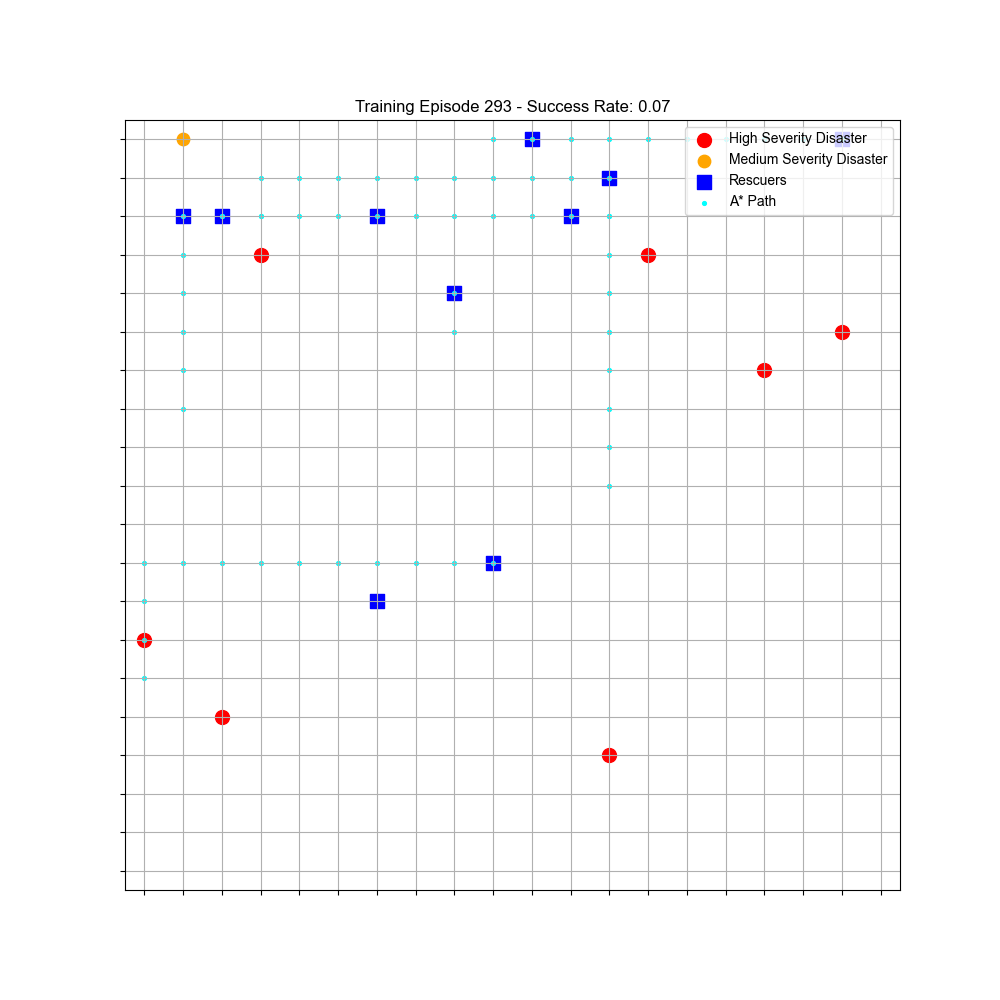 Training Episode 293 - Success Rate: 0.07
High Severity Disaster
Medium Severity Disaster
Rescuers
A* Path